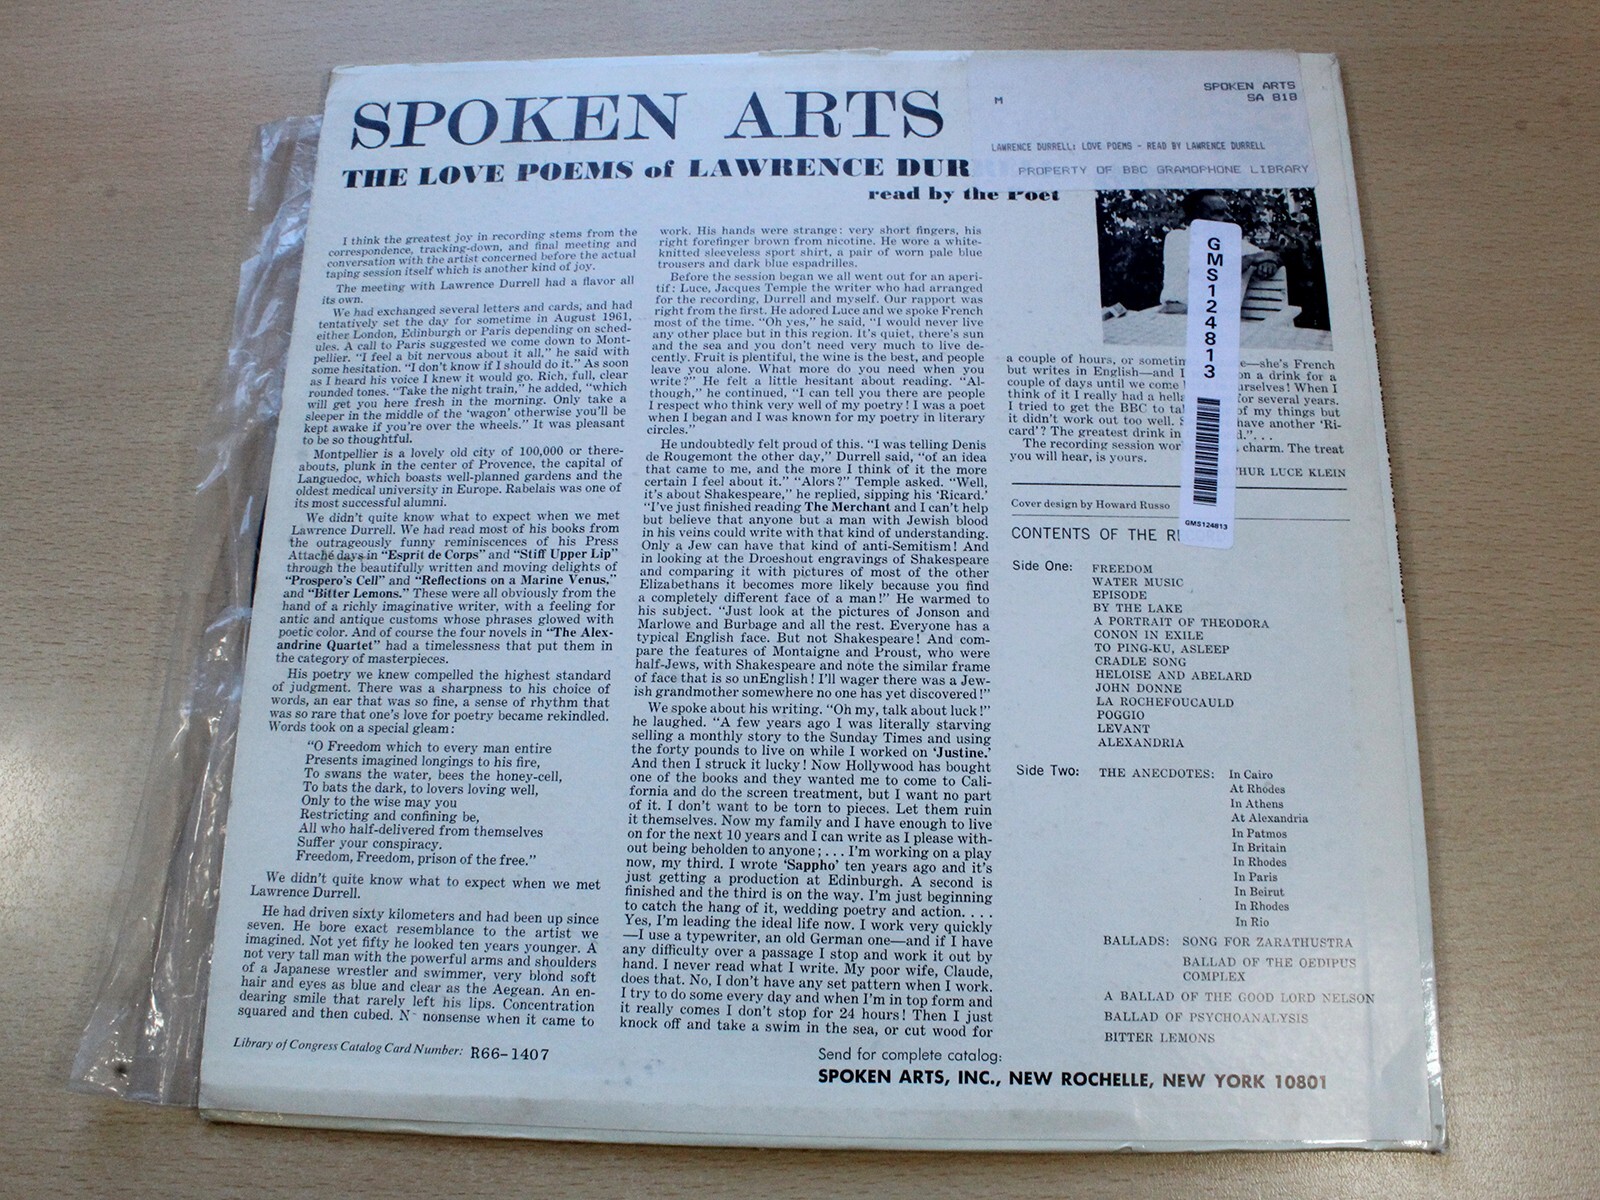 SPOKEN ARTS
THE LOVE POEMS of LAWRENCE DUR
read by the Poet
M
SPOKEN ARTS
SA 818
LAWRENCE DURRELL: LOVE POEMS - READ BY LAWRENCE DURRELL
PROPERTY OF BBC GRAMOPHONE LIBRARY
I think the greatest joy in recording stems from the
correspondence, tracking-down, and final meeting and
conversation with the artist concerned before the actual
taping session itself which is another kind of joy.
The meeting with Lawrence Durrell had a flavor all
its own.
We had exchanged several letters and cards, and had
tentatively set the day for sometime in August 1961,
either London, Edinburgh or Paris depending on sched-
ules. A call to Paris suggested we come down to Mont-
pellier. “I feel a bit nervous about it all,” he said with
some hesitation. “I don't know if I should do it.” As soon
as I heard his voice I knew it would go. Rich, full, clear
rounded tones. “Take the night train,” he added, “which
will get you here fresh in the morning. Only take a
sleeper in the middle of the ‘wagon’ otherwise you'll be
kept awake if you're over the wheels.” It was pleasant
to be so thoughtful.
Montpellier is a lovely old city of 100,000 or there-
abouts, plunk in the center of Provence, the capital of
Languedoc, which boasts well-planned gardens and the
oldest medical university in Europe. Rabelais was one of
its most successful alumni.
We didn't quite know what to expect when we met
Lawrence Durrell. We had read most of his books from
the outrageously funny reminiscences of his Press
Attaché days in “Esprit de Corps” and “Stiff Upper Lip”
through the beautifully written and moving delights of
“Prospero's Cell” and “Reflections on a Marine Venus,”
and “Bitter Lemons.” These were all obviously from the
hand of a richly imaginative writer, with a feeling for
antic and antique customs whose phrases glowed with
poetic color. And of course the four novels in “The Alex-
andrine Quartet” had a timelessness that put them in
the category of masterpieces.
His poetry we knew compelled the highest standard
of judgment. There was a sharpness to his choice of
words, an ear that was so fine, a sense of rhythm that
was so rare that one's love for poetry became rekindled.
Words took on a special gleam:
“O Freedom which to every man entire
Presents imagined longings to his fire,
To swans the water, bees the honey-cell,
To bats the dark, to lovers loving well,
Only to the wise may you
Restricting and confining be,
All who half-delivered from themselves
Suffer your conspiracy.
Freedom, Freedom, prison of the free.”
We didn't quite know what to expect when we met
Lawrence Durrell.
He had driven sixty kilometers and had been up since
seven. He bore exact resemblance to the artist we
imagined. Not yet fifty he looked ten years younger. A
not very tall man with the powerful arms and shoulders
of a Japanese wrestler and swimmer, very blond soft
hair and eyes as blue and clear as the Aegean. An en-
dearing smile that rarely left his lips. Concentration
squared and then cubed. N nonsense when it came to
work. His hands were strange: very short fingers, his
right forefinger brown from nicotine. He wore a white-
knitted sleeveless sport shirt, a pair of worn pale blue
trousers and dark blue espadrilles.
Before the session began we all went out for an aperi-
tif: Luce, Jacques Temple the writer who had arranged
for the recording, Durrell and myself. Our rapport was
right from the first. He adored Luce and we spoke French
most of the time. “Oh yes,” he said, “I would never live
any other place but in this region. It's quiet, there's sun
and the sea and you don't need very much to live de-
cently. Fruit is plentiful, the wine is the best, and people
leave you alone. What more do you need when you
write?” He felt a little hesitant about reading. “Al-
though,” he continued, “I can tell you there are people
I respect who think very well of my poetry! I was a poet
when I began and I was known for my poetry in literary
circles.”
He undoubtedly felt proud of this. “I was telling Denis
de Rougemont the other day,” Durrell said, “of an idea
that came to me, and the more I think of it the more
certain I feel about it.” “Alors?” Temple asked. “Well,
it's about Shakespeare,” he replied, sipping his ‘Ricard.’
“I've just finished reading The Merchant and I can't help
but believe that anyone but a man with Jewish blood
in his veins could write with that kind of understanding.
Only a Jew can have that kind of anti-Semitism! And
in looking at the Droeshout engravings of Shakespeare
and comparing it with pictures of most of the other
Elizabethans it becomes more likely because you find
a completely different face of a man!” He warmed to
his subject. “Just look at the pictures of Jonson and
Marlowe and Burbage and all the rest. Everyone has a
typical English face. But not Shakespeare! And com-
pare the features of Montaigne and Proust, who were
half-Jews, with Shakespeare and note the similar frame
of face that is so unEnglish! I'll wager there was a Jew-
ish grandmother somewhere no one has yet discovered!”
We spoke about his writing. “Oh my, talk about luck!”
he laughed. “A few years ago I was literally starving
selling a monthly story to the Sunday Times and using
the forty pounds to live on while I worked on ‘Justine.’
And then I struck it lucky! Now Hollywood has bought
one of the books and they wanted me to come to Cali-
fornia and do the screen treatment, but I want no part
of it. I don't want to be torn to pieces. Let them ruin
it themselves. Now my family and I have enough to live
on for the next 10 years and I can write as I please with-
out being beholden to anyone; . . . I'm working on a play
now, my third. I wrote ‘Sappho’ ten years ago and it's
just getting a production at Edinburgh. A second is
finished and the third is on the way. I'm just beginning
to catch the hang of it, wedding poetry and action. . . .
Yes, I'm leading the ideal life now. I work very quickly
—I use a typewriter, an old German one—and if I have
any difficulty over a passage I stop and work it out by
hand. I never read what I write. My poor wife, Claude,
does that. No, I don't have any set pattern when I work.
I try to do some every day and when I'm in top form and
it really comes I don't stop for 24 hours! Then I just
knock off and take a swim in the sea, or cut wood for
a couple of hours, or sometin e—she's French
but writes in English—and I on a drink for a
couple of days until we come urselves! When I
think of it I really had a hella for several years.
I tried to get the BBC to tal of my things but
it didn't work out too well. S have another ‘Ri-
card’? The greatest drink in d.”. . .
The recording session wor charm. The treat
you will hear, is yours.
HUR LUCE KLEIN
GMS124813
GMS124813
Cover design by Howard Russo
CONTENTS OF THE R
Side One:
FREEDOM
WATER MUSIC
EPISODE
BY THE LAKE
A PORTRAIT OF THEODORA
CONON IN EXILE
TO PING-KU, ASLEEP
CRADLE SONG
HELOISE AND ABELARD
JOHN DONNE
LA ROCHEFOUCAULD
POGGIO
LEVANT
ALEXANDRIA
Side Two: THE ANECDOTES: In Cairo
At Rhodes
In Athens
At Alexandria
In Patmos
In Britain
In Rhodes
In Paris
In Beirut
In Rhodes
In Rio
BALLADS: SONG FOR ZARATHUSTRA
BALLAD OF THE OEDIPUS
COMPLEX
A BALLAD OF THE GOOD LORD NELSON
BALLAD OF PSYCHOANALYSIS
BITTER LEMONS
Library of Congress Catalog Card Number: R66-1407
Send for complete catalog:
SPOKEN ARTS, INC., NEW ROCHELLE, NEW YORK 10801